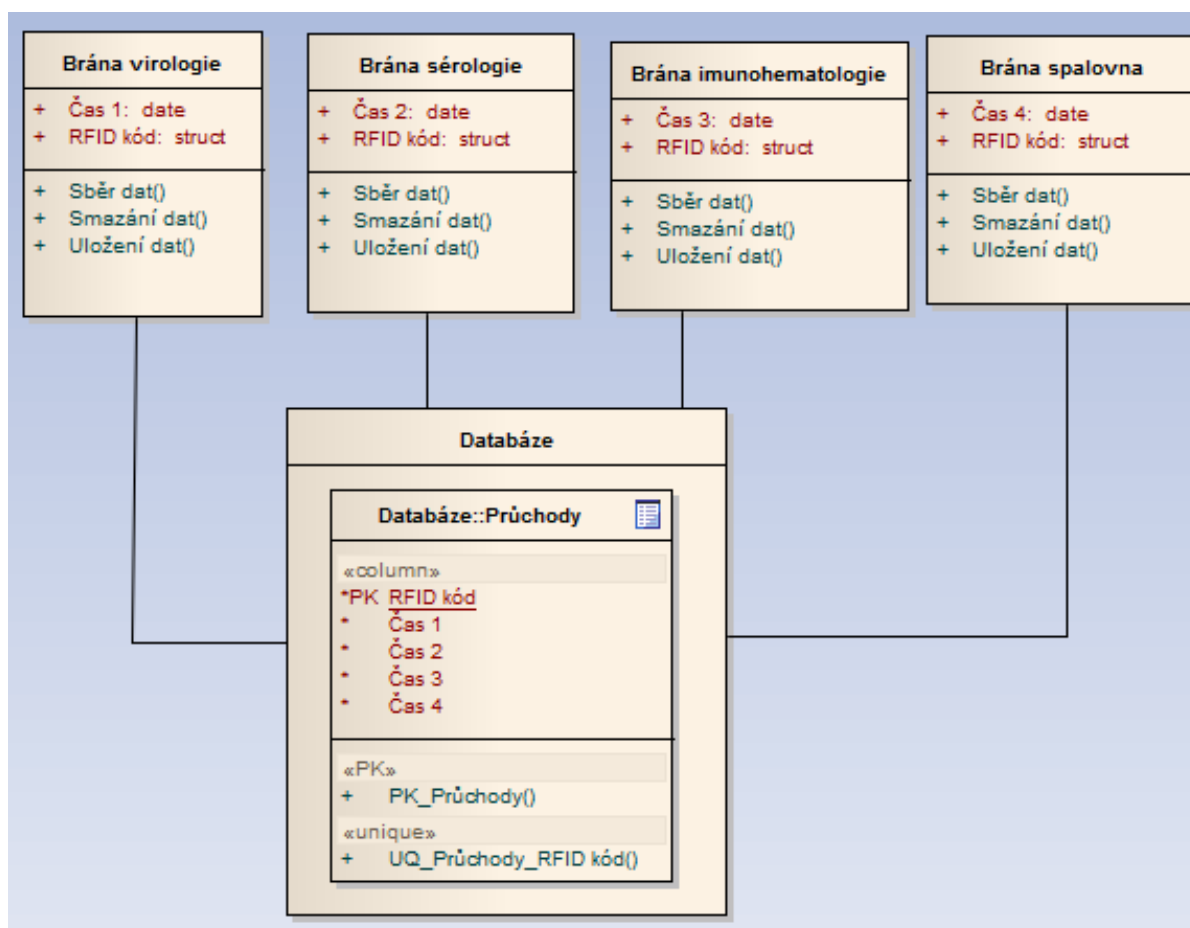 Brána virologie
+ Čas 1: date
+ RFID kód: struct
+ Sběr dat()
+ Smazání dat()
+ Uložení dat()
Brána sérologie
+ Čas 2: date
+ RFID kód: struct
+ Sběr dat()
+ Smazání dat()
+ Uložení dat()
Brána imunohematologie
+ Čas 3: date
+ RFID kód: struct
+ Sběr dat()
+ Smazání dat()
+ Uložení dat()
Brána spalovna
+ Čas 4: date
+ RFID kód: struct
+ Sběr dat()
+ Smazání dat()
+ Uložení dat()
Databáze
Databáze::Průchody
«column»
*PK RFID kód
* Čas 1
* Čas 2
* Čas 3
* Čas 4
«PK»
+ PK_Průchody()
«unique»
+ UQ_Průchody_RFID kód()